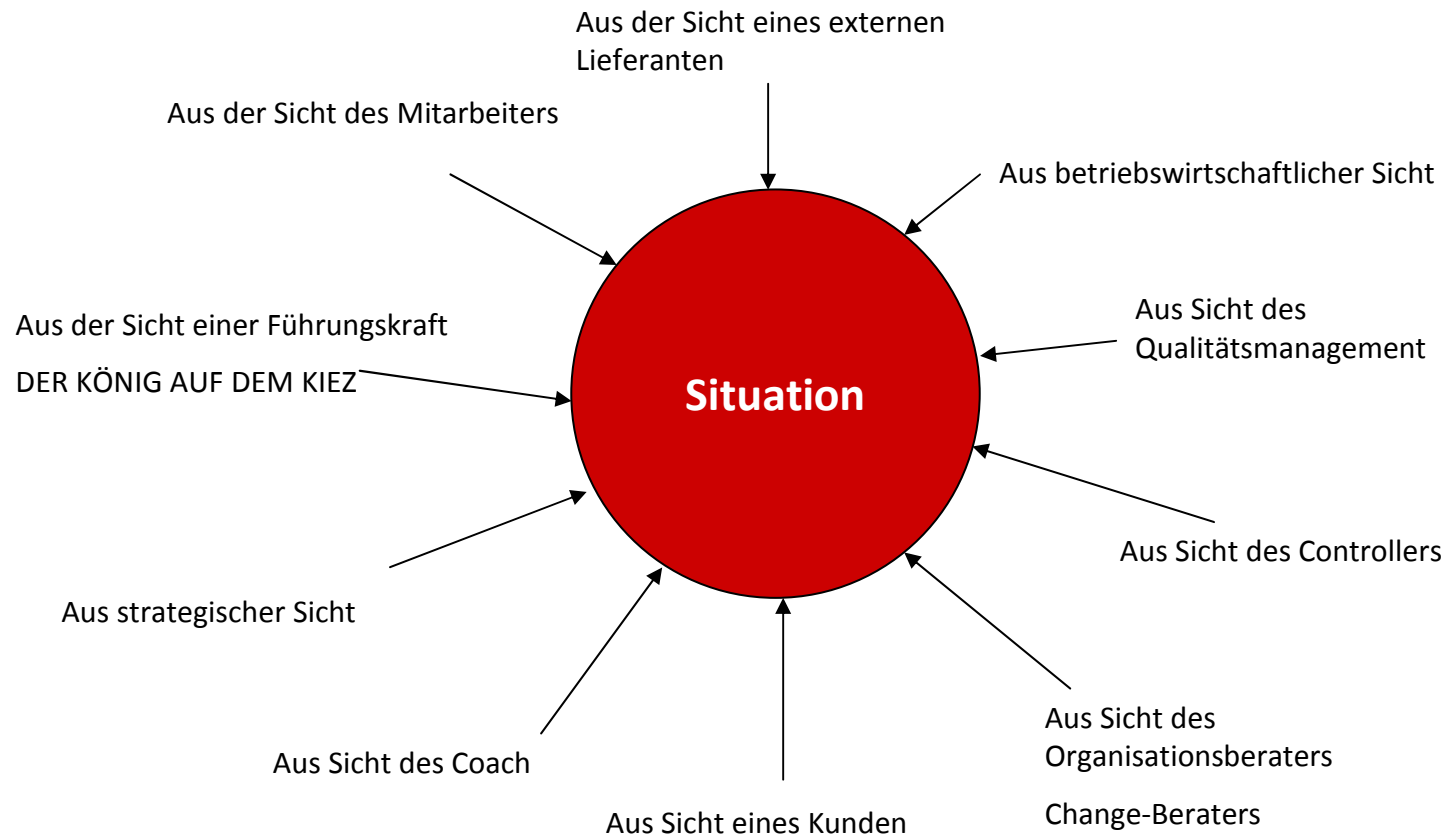 Aus der Sicht eines externen
Lieferanten
Aus der Sicht des Mitarbeiters
Aus betriebswirtschaftlicher Sicht
Aus Sicht des
Qualitätsmanagement
Aus der Sicht einer Führungskraft
DER KÖNIG AUF DEM KIEZ
Situation
Aus Sicht des Controllers
Aus strategischer Sicht
Aus Sicht des
Organisationsberaters
Change-Beraters
Aus Sicht des Coach
Aus Sicht eines Kunden